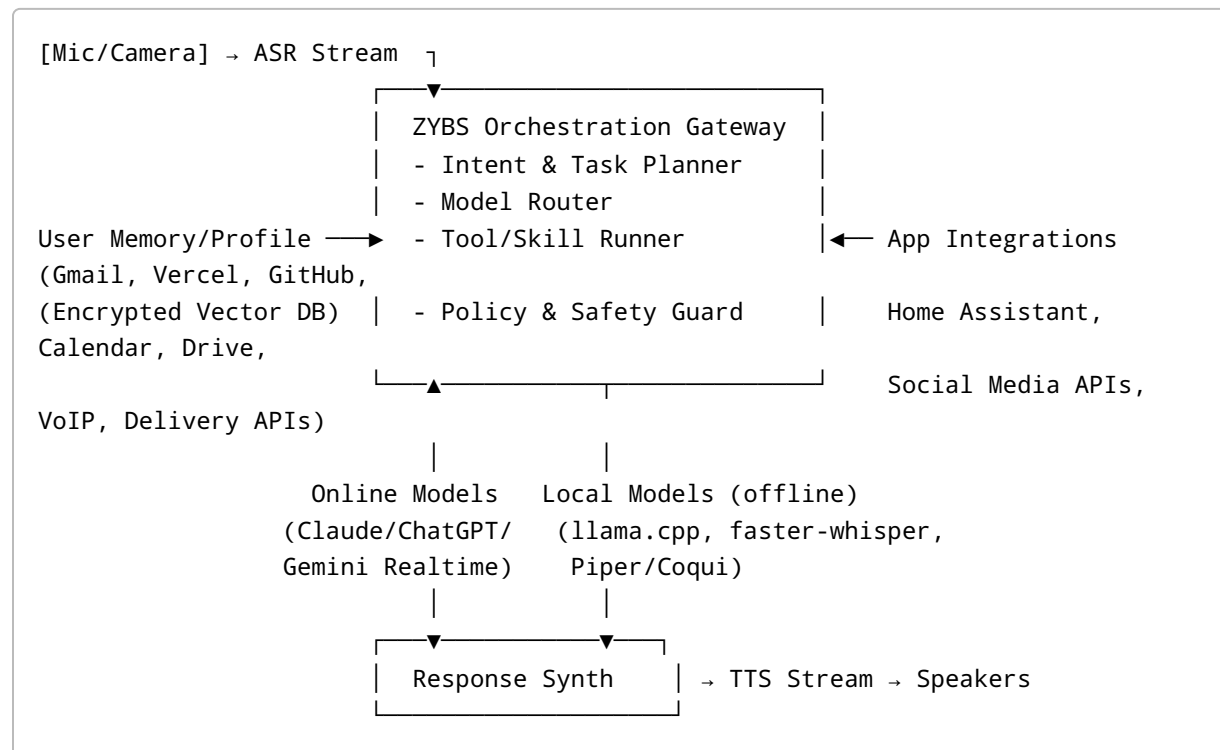 [Mic/Camera] → ASR Stream ┐
ZYBS Orchestration Gateway
- Intent & Task Planner
- Model Router
User Memory/Profile ──► - Tool/Skill Runner │◄── App Integrations
(Gmail, Vercel, GitHub,
(Encrypted Vector DB) │ - Policy & Safety Guard │ Home Assistant,
Calendar, Drive,
Social Media APIs,
VoIP, Delivery APIs)
Online Models Local Models (offline)
(Claude/ChatGPT/ (llama.cpp, faster-whisper,
Gemini Realtime) Piper/Coqui)
Response Synth │ → TTS Stream → Speakers